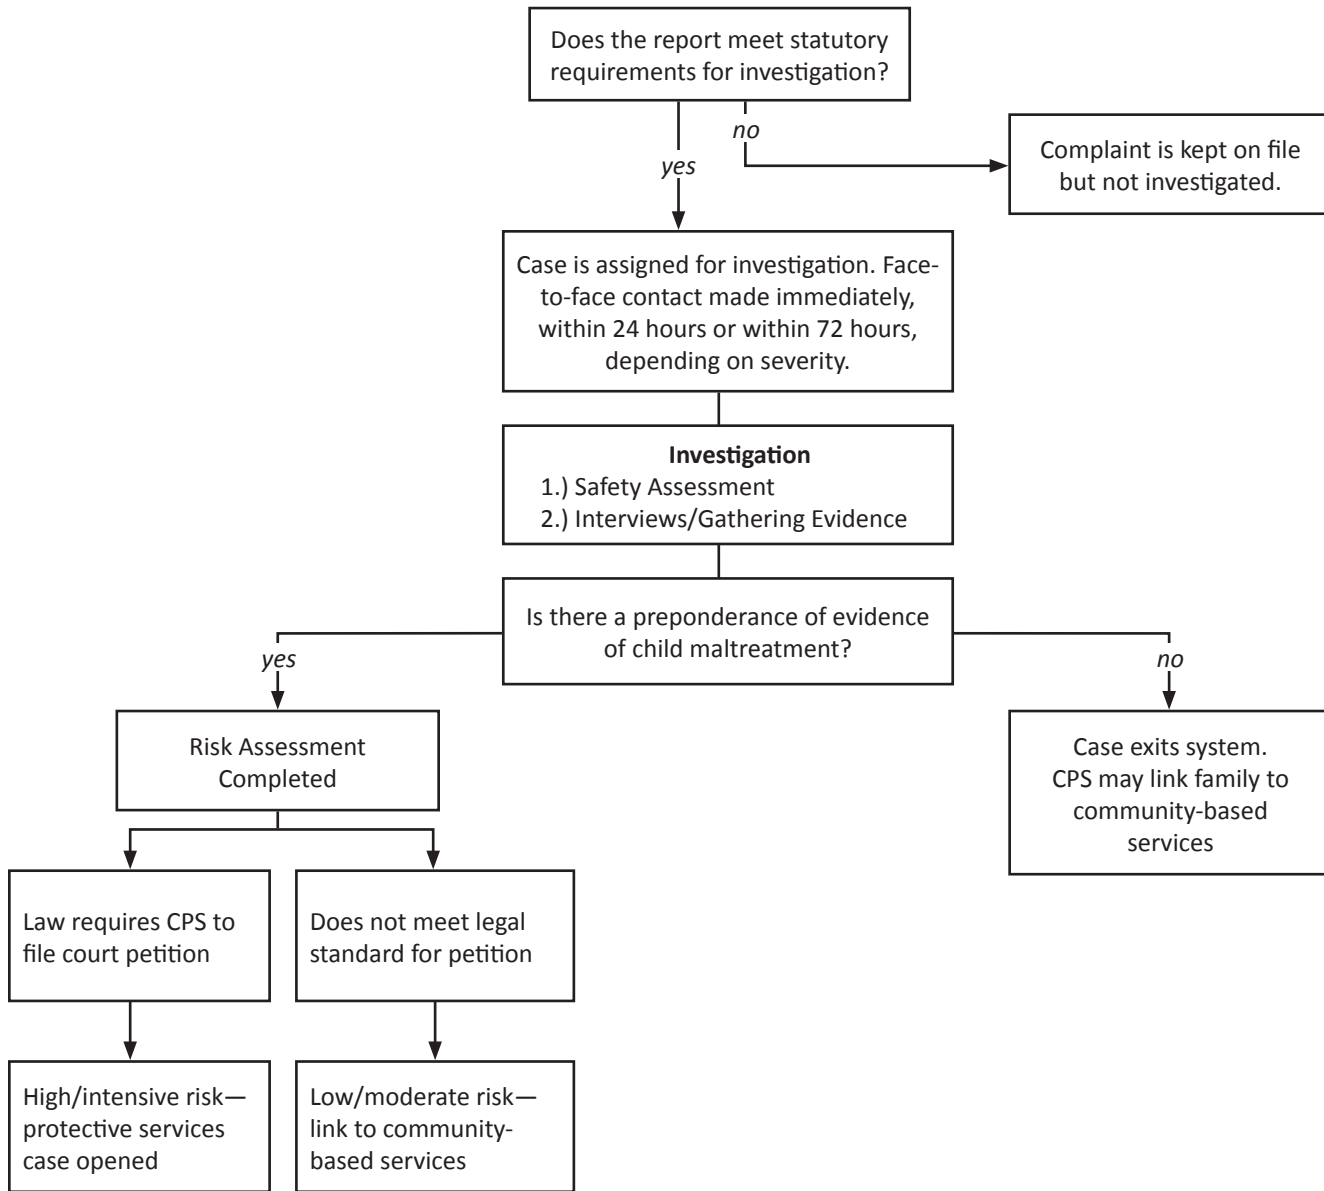 Does the report meet statutory
requirements for investigation?
no
yes
Complaint is kept on file
but not investigated.
Case is assigned for investigation. Face-
to-face contact made immediately,
within 24 hours or within 72 hours,
depending on severity.
Investigation
1.) Safety Assessment
2.) Interviews/Gathering Evidence
Is there a preponderance of evidence
of child maltreatment?
yes
no
Risk Assessment
Completed
Case exits system.
CPS may link family to
community-based
services
Law requires CPS to
file court petition
Does not meet legal
standard for petition
High/intensive risk—
protective services
case opened
Low/moderate risk—
link to community-
based services